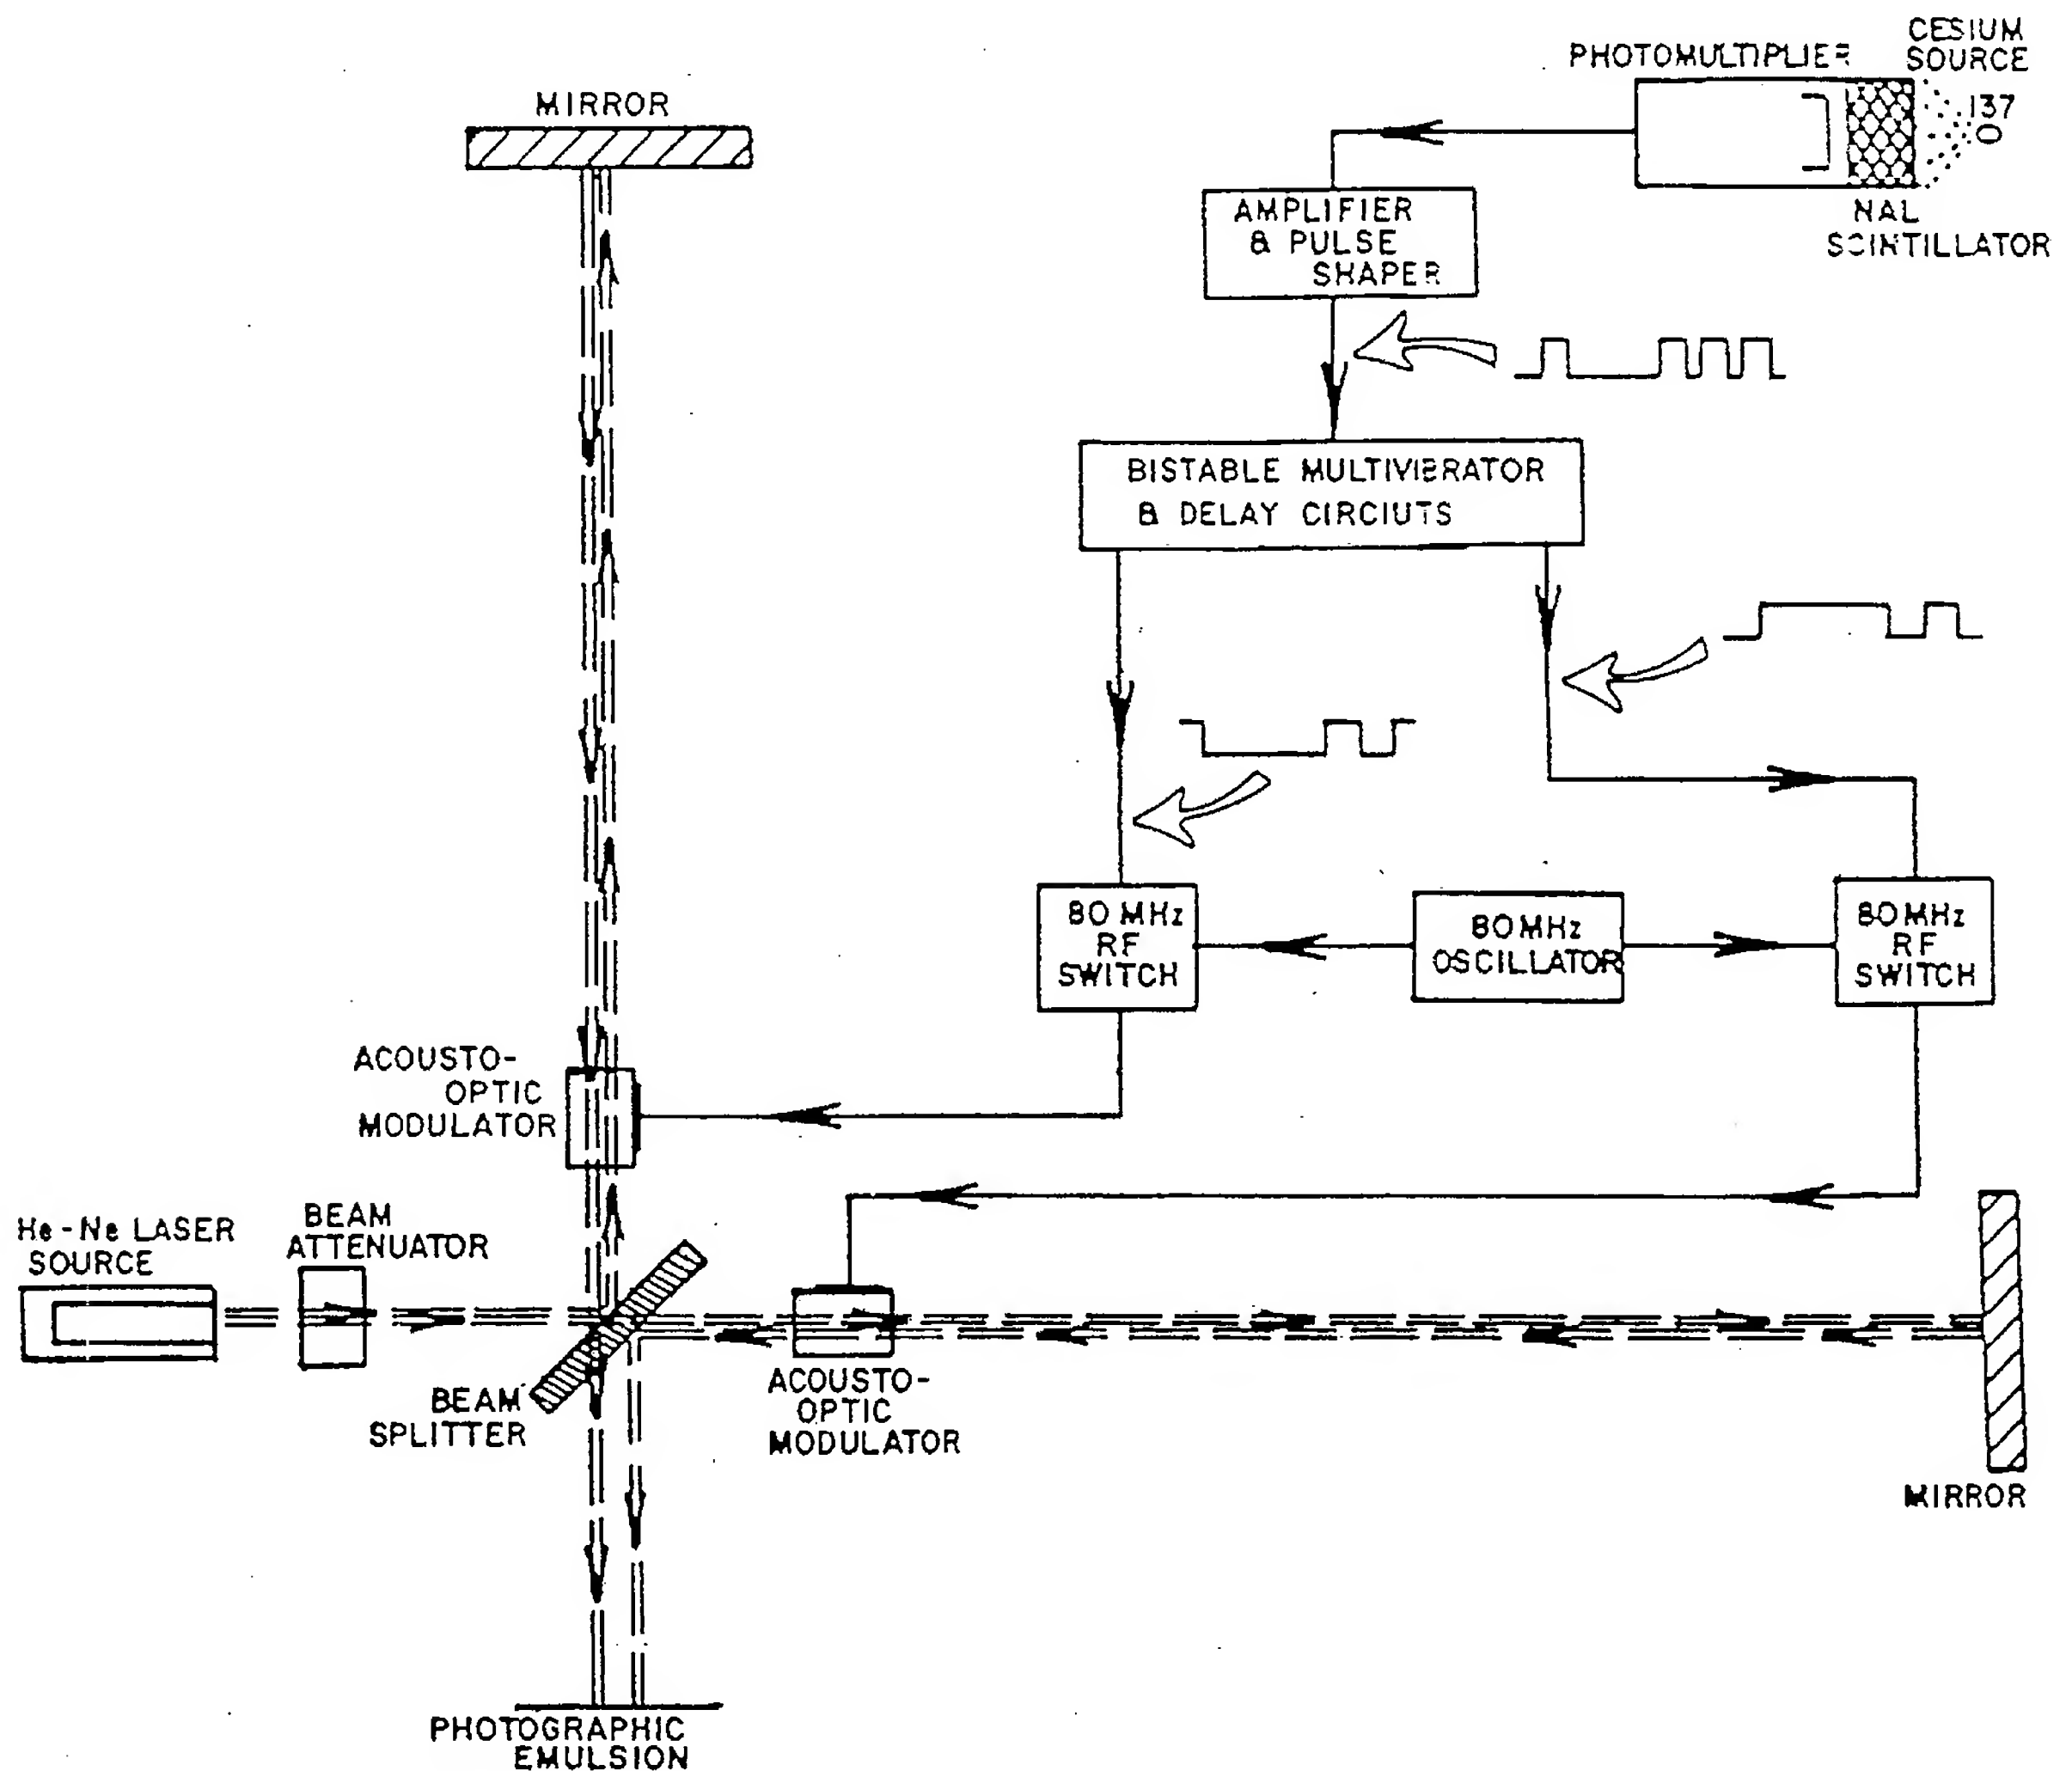 CESIUM
SOURCE
PHOTOMULTIPLIER
137
MIRROR
NAL
SCINTILLATOR
AMPLIFIER
& PULSE
SHAPER
BISTABLE MULTIVIBRATOR
& DELAY CIRCIUTS
80 MHz
RF
SWITCH
80 MHz
OSCILLATOR
80 MHz
RF
SWITCH
ACOUSTO-
OPTIC
MODULATOR
He-Ne LASER
SOURCE
BEAM
ATTENUATOR
BEAM
SPLITTER
ACOUSTO-
OPTIC
MODULATOR
MIRROR
PHOTOGRAPHIC
EMULSION